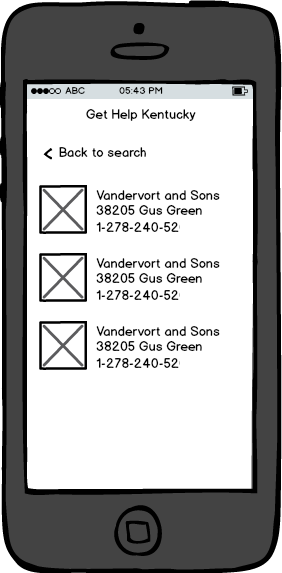 ABC 05:43 PM
Get Help Kentucky
< Back to search
Vandervort and Sons
38205 Gus Green
1-278-240-52
Vandervort and Sons
38205 Gus Green
1-278-240-52
Vandervort and Sons
38205 Gus Green
1-278-240-52